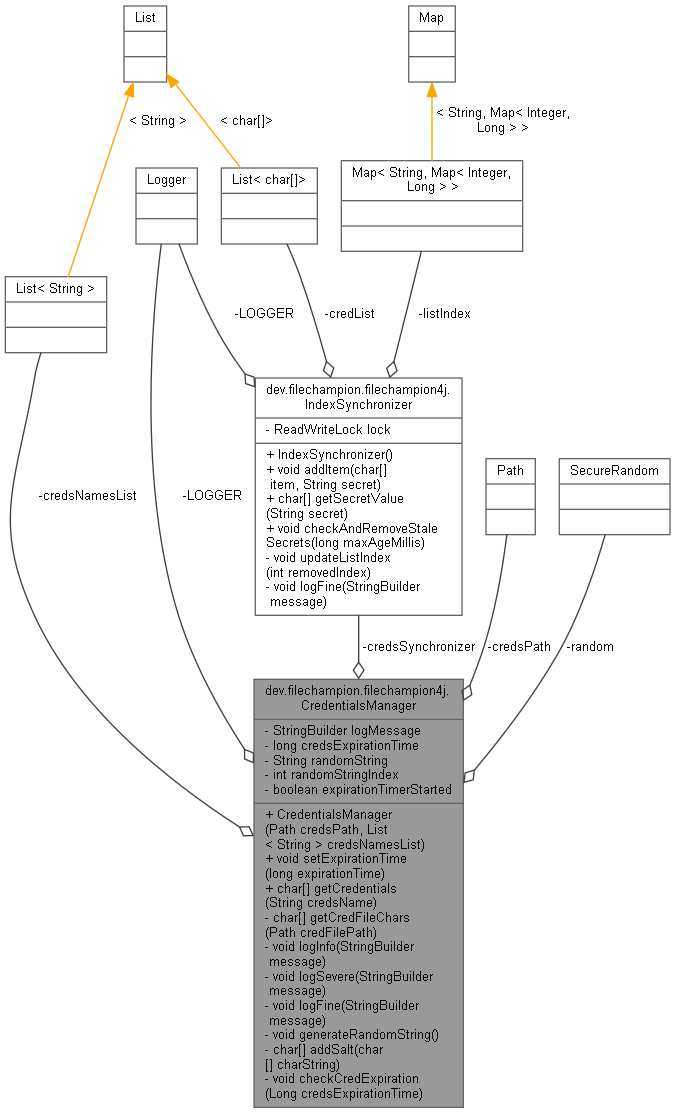 List
Map
< String >
< char[]>
< String, Map< Integer,
Long > >
Logger
List< char[]>
Map< String, Map< Integer,
Long > >
List< String >
-LOGGER
-credList
-listIndex
dev.filechampion.filechampion4j.
IndexSynchronizer
- ReadWriteLock lock
+ IndexSynchronizer()
+ void addItem(char[]
item, String secret)
+ char[] getSecretValue
(String secret)
+ void checkAndRemoveStale
Secrets(long maxAgeMillis)
- void updateListIndex
(int removedIndex)
- void logFine(StringBuilder
message)
Path
SecureRandom
-credsNamesList
-LOGGER
-credsSynchronizer
-credsPath
-random
dev.filechampion.filechampion4j.
CredentialsManager
- StringBuilder logMessage
- long credsExpirationTime
- String randomString
- int randomStringIndex
- boolean expirationTimerStarted
+ CredentialsManager
(Path credsPath, List
< String > credsNamesList)
+ void setExpirationTime
(long expirationTime)
+ char[] getCredentials
(String credsName)
- char[] getCredFileChars
(Path credFilePath)
- void logInfo(StringBuilder
message)
- void logSevere(StringBuilder
message)
- void logFine(StringBuilder
message)
- void generateRandomString()
- char[] addSalt(char
[] charString)
- void checkCredExpiration
(Long credsExpirationTime)